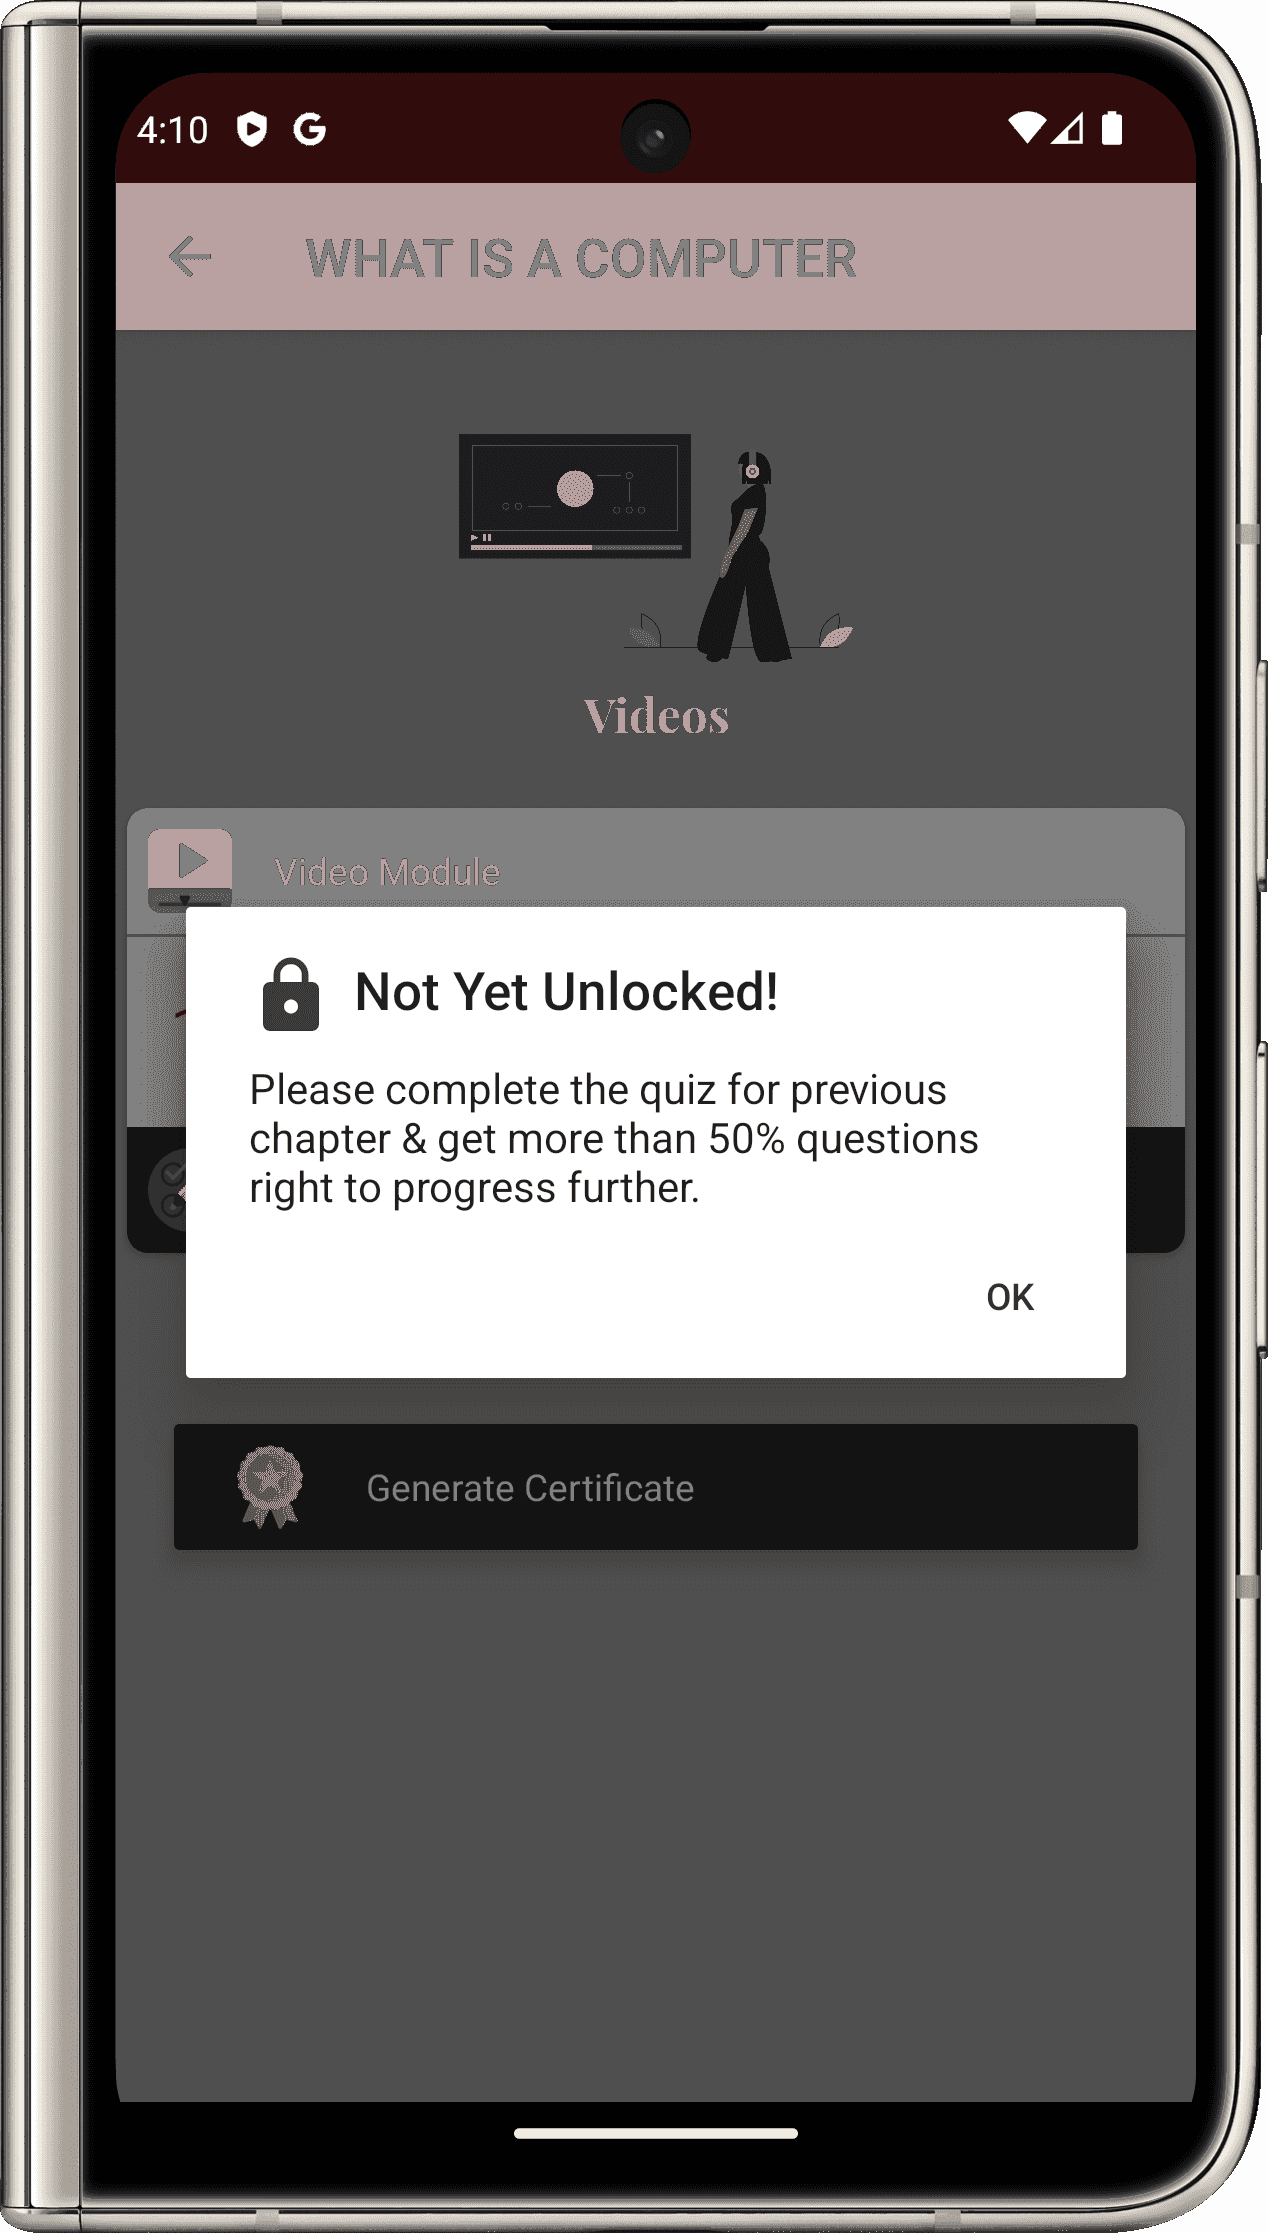 4:10
WHAT IS A COMPUTER
Videos
Video Module
Not Yet Unlocked!
Please complete the quiz for previous
chapter & get more than 50% questions
right to progress further.
OK
Generate Certificate